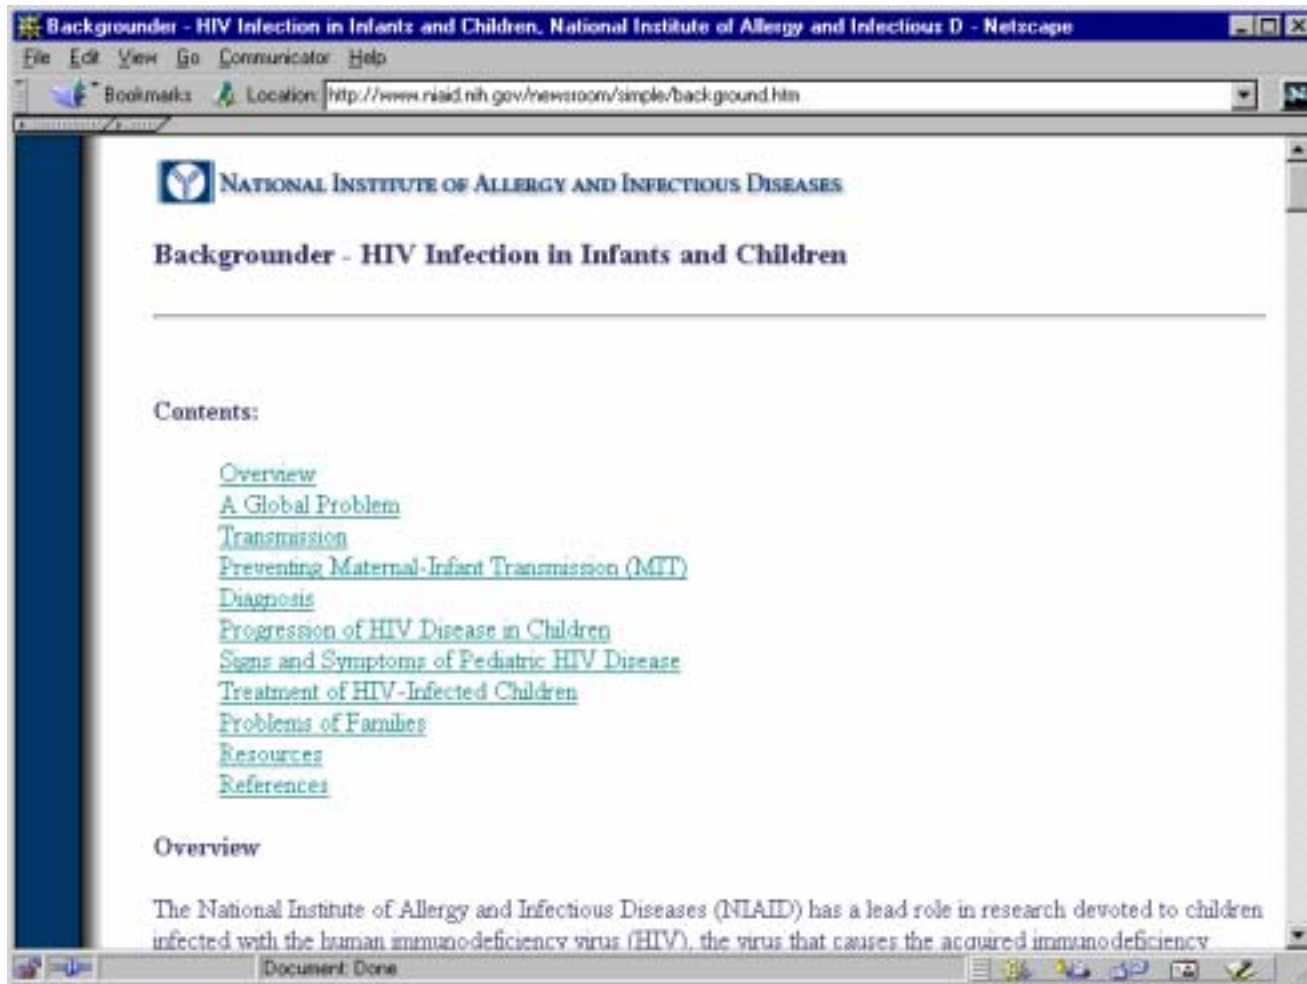 Backgrounder - HIV Infection in Infants and Children, National Institute of Allergy and Infectious D - Netscape
File Edit View Go Communicator Help
Bookmarks Location: http://www.niaid.nih.gov/newsroom/simple/background.htm
NATIONAL INSTITUTE OF ALLERGY AND INFECTIOUS DISEASES
Backgrounder - HIV Infection in Infants and Children
Contents:
Overview
A Global Problem
Transmission
Preventing Maternal-Infant Transmission (MIT)
Diagnosis
Progression of HIV Disease in Children
Signs and Symptoms of Pediatric HIV Disease
Treatment of HIV-Infected Children
Problems of Families
Resources
References
Overview
The National Institute of Allergy and Infectious Diseases (NIAID) has a lead role in research devoted to children
infected with the human immunodeficiency virus (HIV), the virus that causes the acquired immunodeficiency
Document: Done